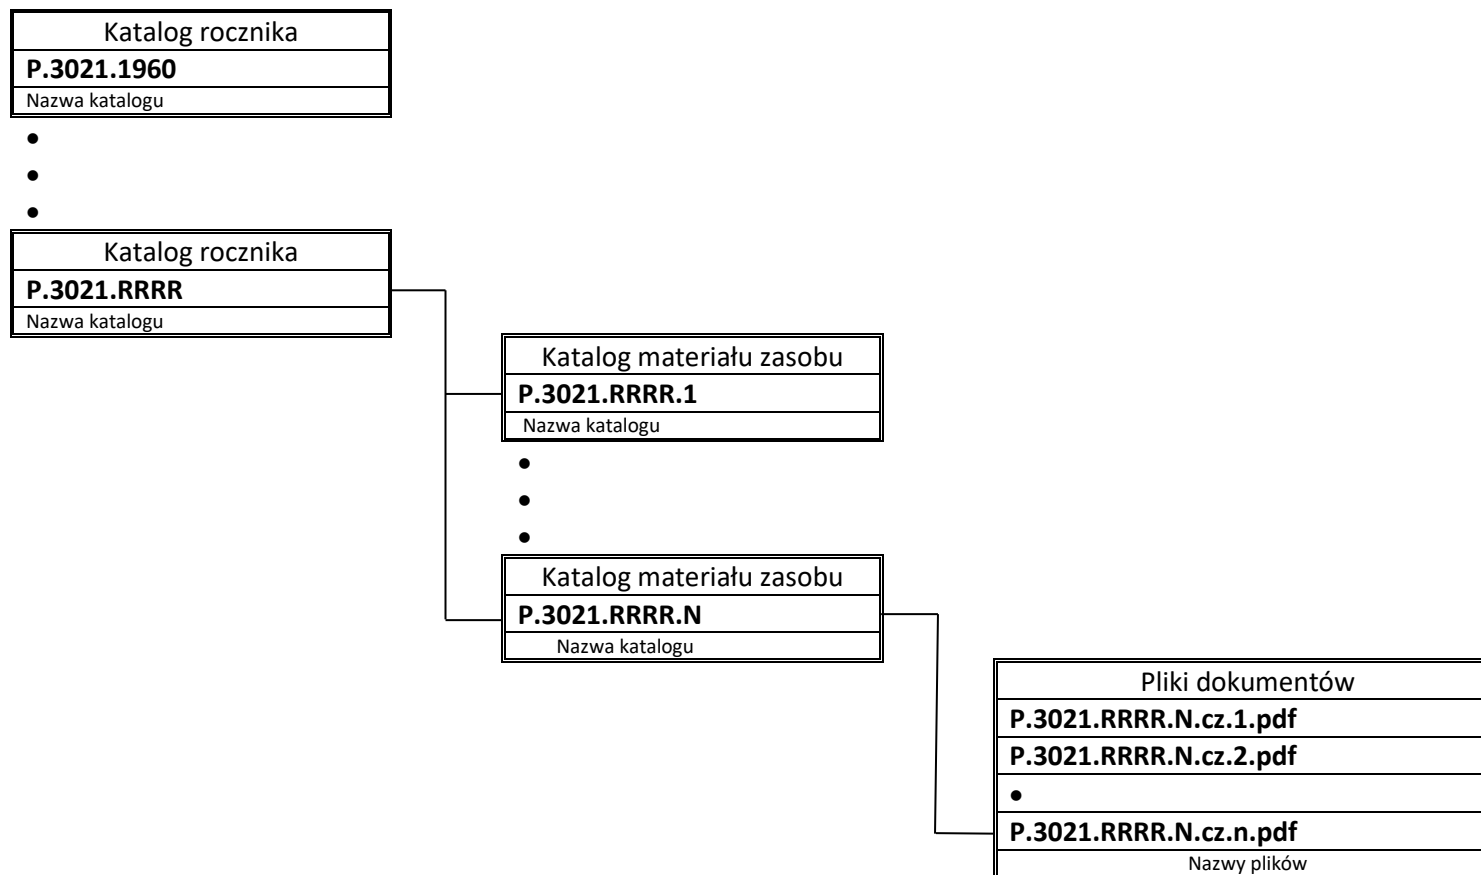 Katalog rocznika
P.3021.1960
Nazwa katalogu
•
•
•
Katalog rocznika
P.3021.RRRR
Nazwa katalogu
Katalog materiału zasobu
P.3021.RRRR.1
Nazwa katalogu
•
•
•
Katalog materiału zasobu
P.3021.RRRR.N
Nazwa katalogu
Pliki dokumentów
P.3021.RRRR.N.cz.1.pdf
P.3021.RRRR.N.cz.2.pdf
•
P.3021.RRRR.N.cz.n.pdf
Nazwy plików